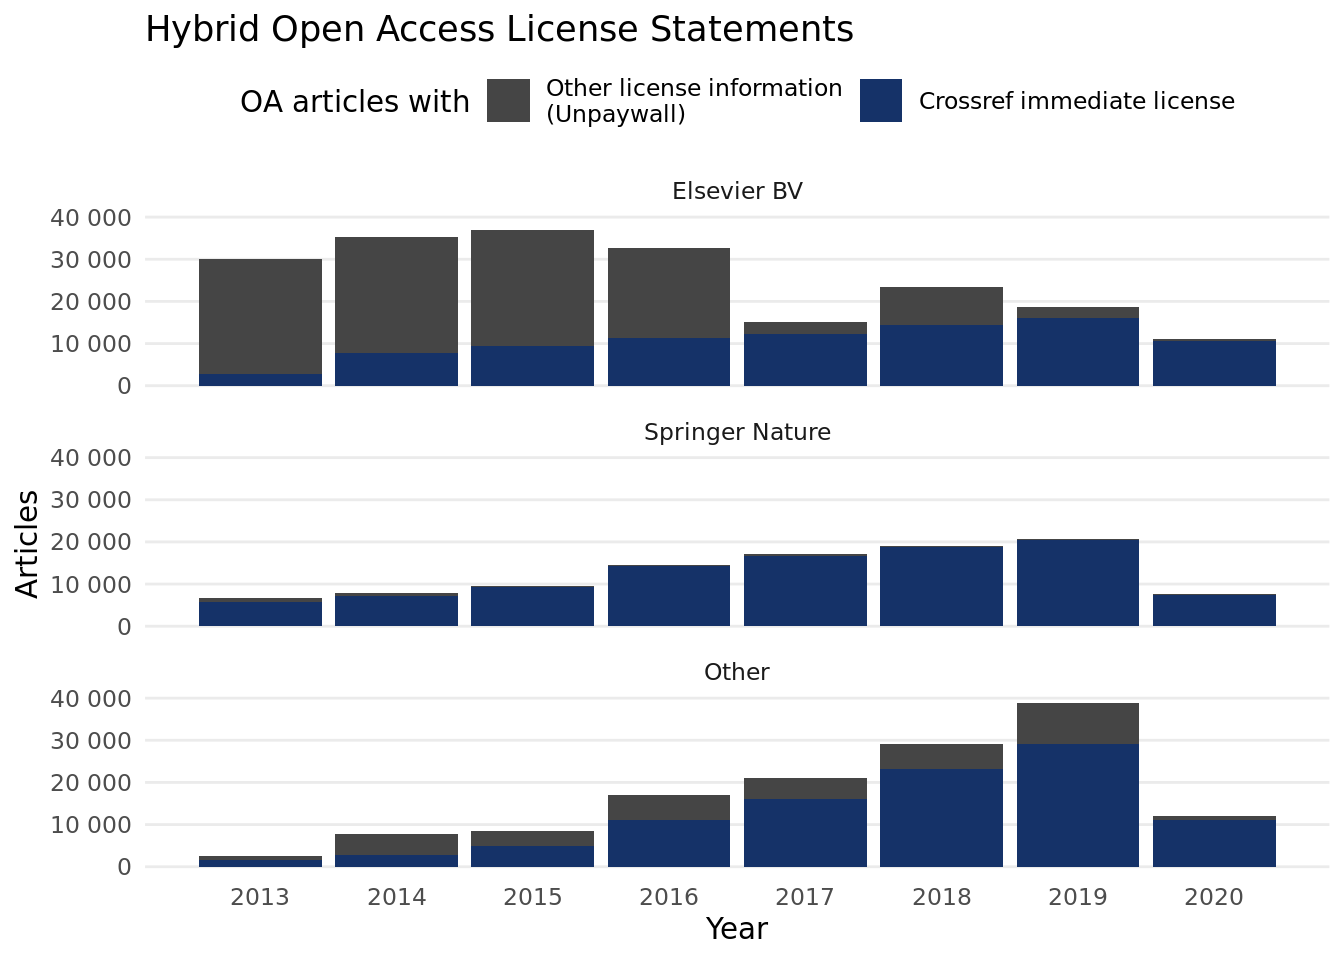 Hybrid Open Access License Statements
OA articles with
Other license information
(Unpaywall)
Crossref immediate license
Elsevier BV
40 000
30 000
20 000
10 000
0
Springer Nature
40 000
30 000
20 000
10 000
0
Other
40 000
30 000
20 000
10 000
0
Articles
2013 2014 2015 2016 2017 2018 2019 2020
Year